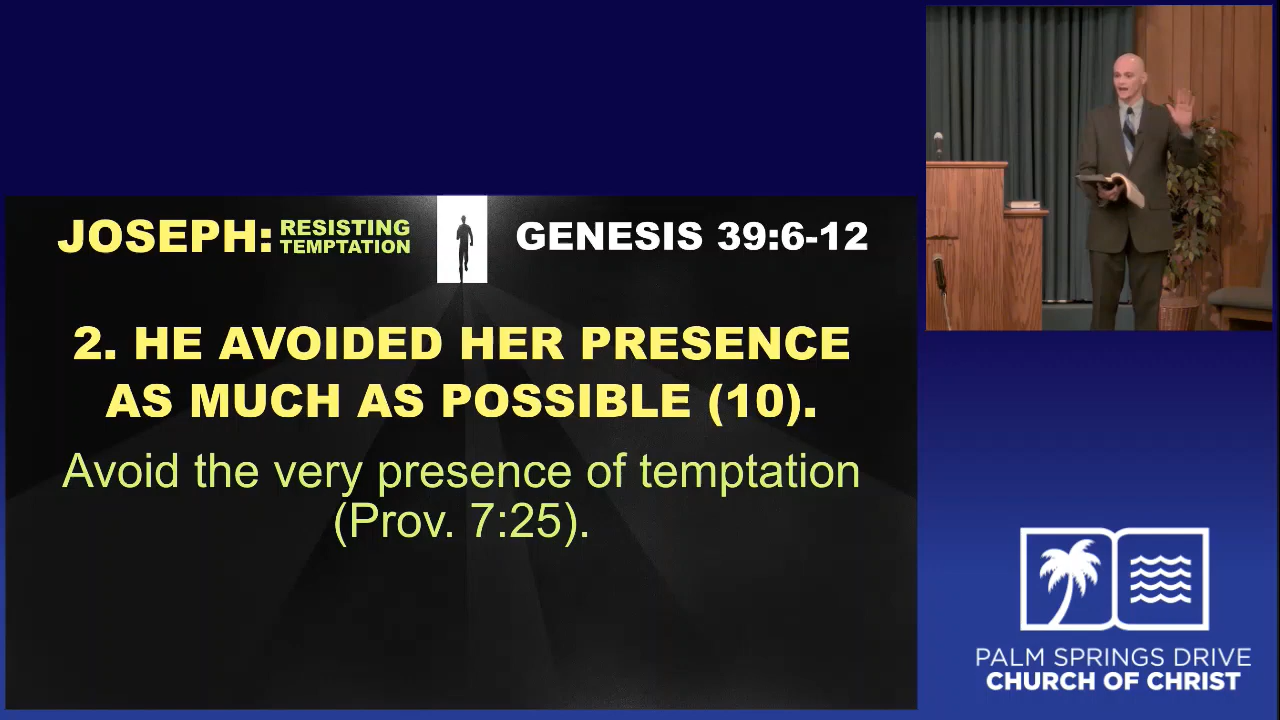 JOSEPH: RESISTING TEMPTATION
GENESIS 39:6-12
2. HE AVOIDED HER PRESENCE
AS MUCH AS POSSIBLE (10).
Avoid the very presence of temptation
(Prov. 7:25).
PALM SPRINGS DRIVE
CHURCH OF CHRIST